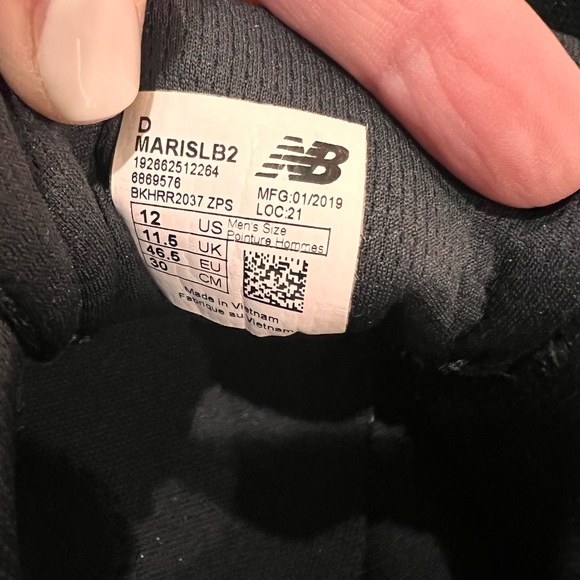 D
MARISLB2
192662512264
6869576
BKHRR2037 ZPS
NB
MFG:01/2019
LOC:21
12 US Men's Size
11.5 UK Pointure Hommes
46.5 EU
30 CM
Made in Vietnam
Fabriqué au Vietnam